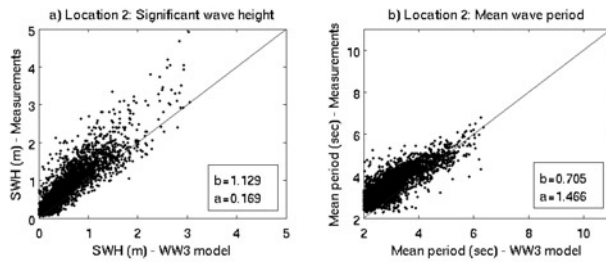 a) Location 2: Significant wave height
5
4
3
2
1
0
0 1 2 3 4 5
SWH (m) - Measurements
SWH (m) - WW3 model
b=1.129
a=0.169
b) Location 2: Mean wave period
10
8
6
4
2
2 4 6 8 10
Mean period (sec) - Measurements
Mean period (sec) - WW3 model
b=0.705
a=1.466